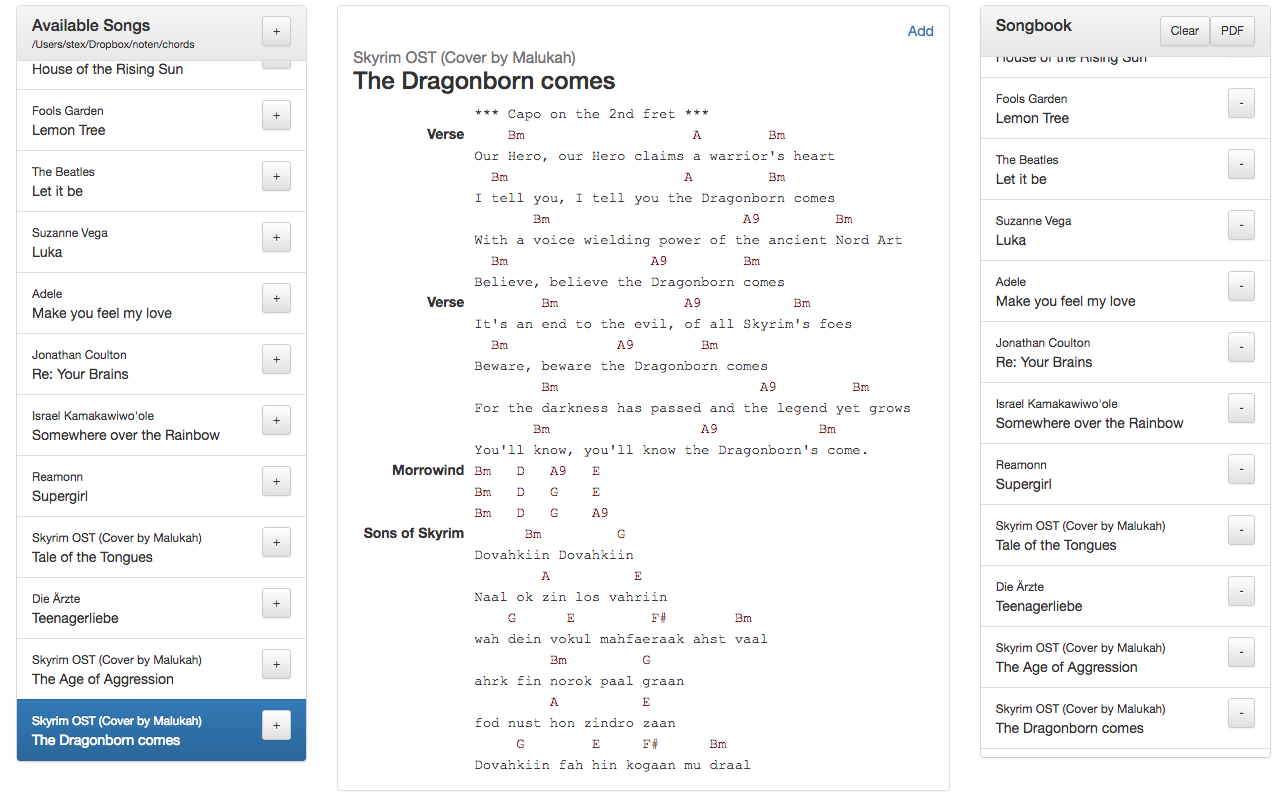 Available Songs
/Users/stex/Dropbox/noten/chords
+
House of the Rising Sun
Fools Garden
Lemon Tree
+
The Beatles
Let it be
+
Suzanne Vega
Luka
+
Adele
Make you feel my love
+
Jonathan Coulton
Re: Your Brains
+
Israel Kamakawiwo'ole
Somewhere over the Rainbow
+
Reamonn
Supergirl
+
Skyrim OST (Cover by Malukah)
Tale of the Tongues
+
Die Ärzte
Teenagerliebe
+
Skyrim OST (Cover by Malukah)
The Age of Aggression
+
Skyrim OST (Cover by Malukah)
The Dragonborn comes
+
Add
Skyrim OST (Cover by Malukah)
The Dragonborn comes
*** Capo on the 2nd fret ***
Verse Bm A Bm
Our Hero, our Hero claims a warrior's heart
Bm A Bm
I tell you, I tell you the Dragonborn comes
Bm A9 Bm
With a voice wielding power of the ancient Nord Art
Bm A9 Bm
Believe, believe the Dragonborn comes
Verse Bm A9 Bm
It's an end to the evil, of all Skyrim's foes
Bm A9 Bm
Beware, beware the Dragonborn comes
Bm A9 Bm
For the darkness has passed and the legend yet grows
Bm A9 Bm
You'll know, you'll know the Dragonborn's come.
Morrowind Bm D A9 E
Bm D G E
Bm D G A9
Sons of Skyrim Bm G
Dovahkiin Dovahkiin
A E
Naal ok zin los vahriin
G E F# Bm
wah dein vokul mahfaeraak ahst vaal
Bm G
ahrk fin norok paal graan
A E
fod nust hon zindro zaan
G E F# Bm
Dovahkiin fah hin kogaan mu draal
Songbook
Clear PDF
House of the Rising Sun
Fools Garden
Lemon Tree
-
The Beatles
Let it be
-
Suzanne Vega
Luka
-
Adele
Make you feel my love
-
Jonathan Coulton
Re: Your Brains
-
Israel Kamakawiwo'ole
Somewhere over the Rainbow
-
Reamonn
Supergirl
-
Skyrim OST (Cover by Malukah)
Tale of the Tongues
-
Die Ärzte
Teenagerliebe
-
Skyrim OST (Cover by Malukah)
The Age of Aggression
-
Skyrim OST (Cover by Malukah)
The Dragonborn comes
-